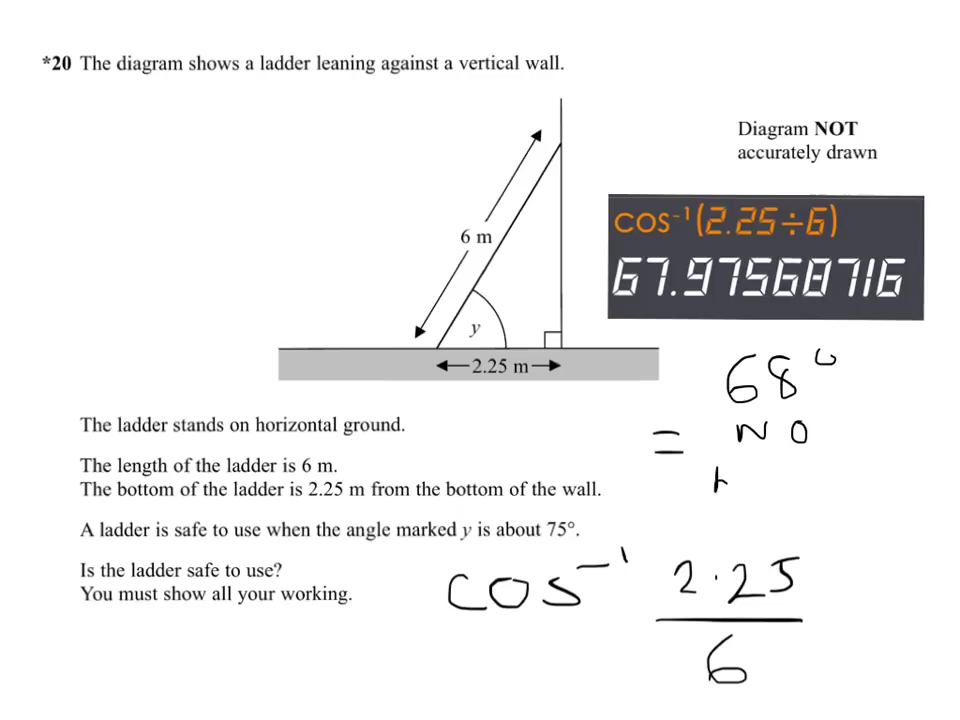 *20 The diagram shows a ladder leaning against a vertical wall.
Diagram NOT
accurately drawn
cos⁻¹(2.25÷6)
67.97568716
6 m
y
2.25 m
68°
= NO
The ladder stands on horizontal ground.
The length of the ladder is 6 m.
The bottom of the ladder is 2.25 m from the bottom of the wall.
A ladder is safe to use when the angle marked y is about 75°.
Is the ladder safe to use?
You must show all your working.
cos⁻¹ 2.25
6